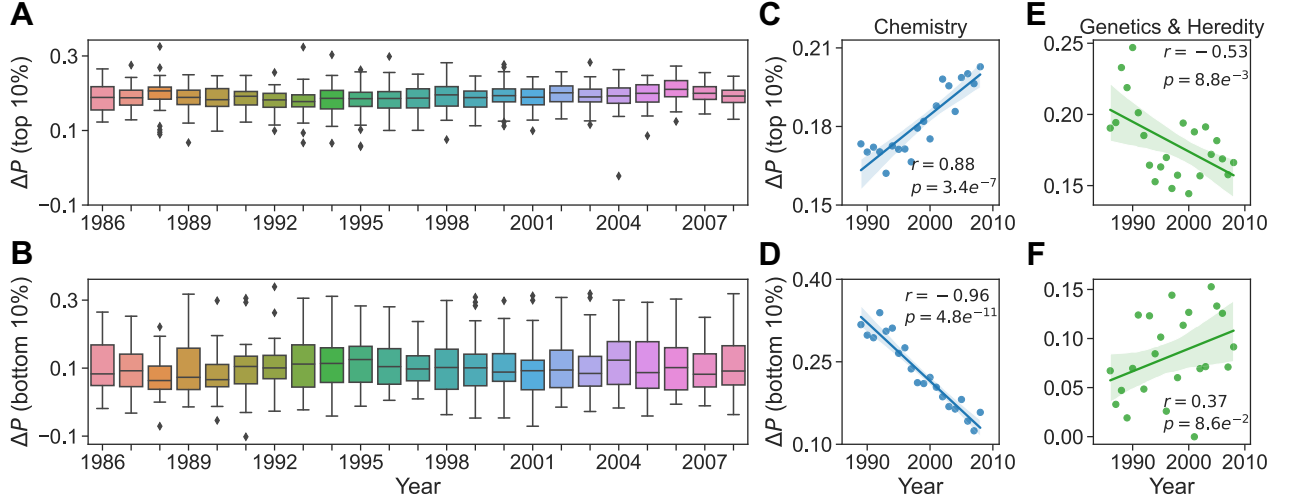 A
ΔP (top 10%)
0.3
0.1
−0.1
1986 1989 1992 1995 1998 2001 2004 2007
B
ΔP (bottom 10%)
0.3
0.1
−0.1
1986 1989 1992 1995 1998 2001 2004 2007
Year
C
Chemistry
ΔP (top 10%)
0.21
0.18
0.15
r = 0.88
p = 3.4e⁻⁷
1990 2000 2010
D
ΔP (bottom 10%)
0.40
0.25
0.10
r = −0.96
p = 4.8e⁻¹¹
1990 2000 2010
Year
E
Genetics & Heredity
0.25
0.20
0.15
r = −0.53
p = 8.8e⁻³
1990 2000 2010
F
0.15
0.10
0.05
0.00
r = 0.37
p = 8.6e⁻²
1990 2000 2010
Year